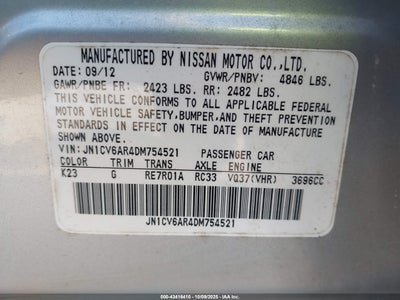 MANUFACTURED BY NISSAN MOTOR CO.,LTD.
DATE: 09/12 GVWR/PNBV: 4846 LBS.
GAWR/PNBE FR: 2423 LBS. RR: 2482 LBS.
THIS VEHICLE CONFORMS TO ALL APPLICABLE FEDERAL
MOTOR VEHICLE SAFETY,BUMPER,AND THEFT PREVENTION
STANDARDS IN EFFECT ON THE DATE OF MANUFACTURE
SHOWN ABOVE.
VIN: JN1CV6AR4DM754521 PASSENGER CAR
COLOR TRIM TRANS AXLE ENGINE
K23 G RE7R01A RC33 VQ37(VHR) 3696CC
JN1CV6AR4DM754521
000-43416410 - 10/09/2025 - www.iaai.com